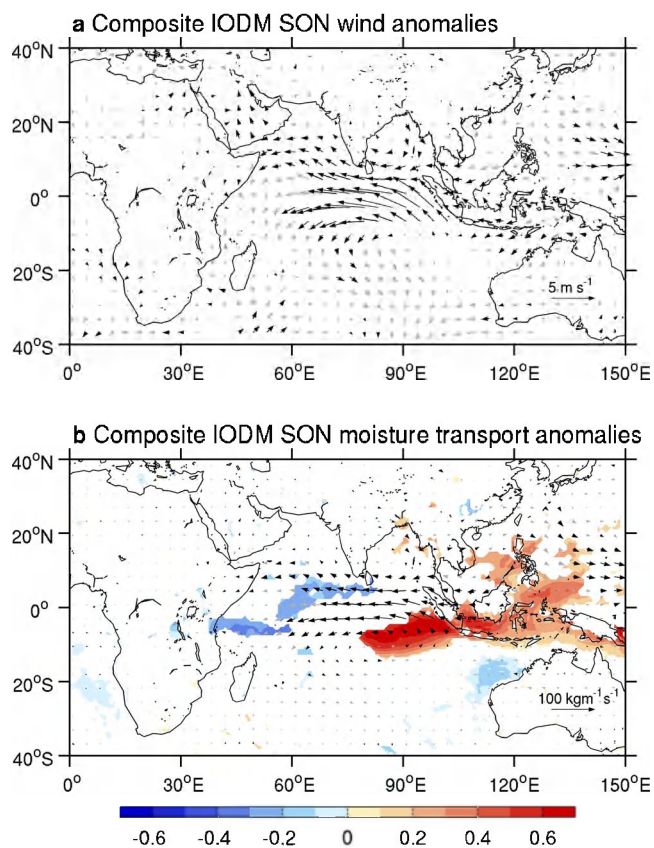 a Composite IODM SON wind anomalies
40°N
20°N
0°
20°S
40°S
5 m s⁻¹
0° 30°E 60°E 90°E 120°E 150°E
b Composite IODM SON moisture transport anomalies
40°N
20°N
0°
20°S
40°S
100 kgm⁻¹s⁻¹
0° 30°E 60°E 90°E 120°E 150°E
-0.6 -0.4 -0.2 0 0.2 0.4 0.6